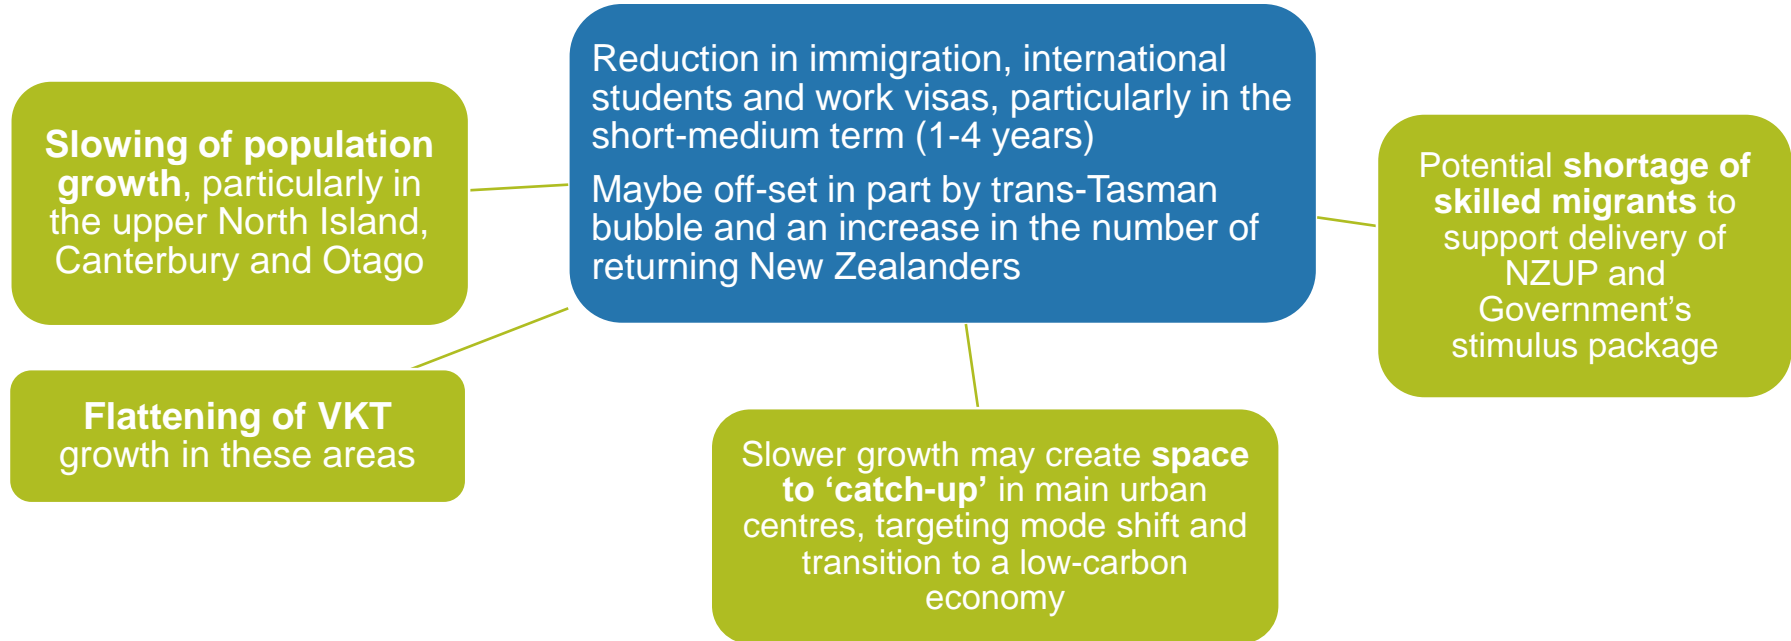 Reduction in immigration, international
students and work visas, particularly in the
short-medium term (1-4 years)
Maybe off-set in part by trans-Tasman
bubble and an increase in the number of
returning New Zealanders
Slowing of population
growth, particularly in
the upper North Island,
Canterbury and Otago
Flattening of VKT
growth in these areas
Slower growth may create space
to ‘catch-up’ in main urban
centres, targeting mode shift and
transition to a low-carbon
economy
Potential shortage of
skilled migrants to
support delivery of
NZUP and
Government’s
stimulus package